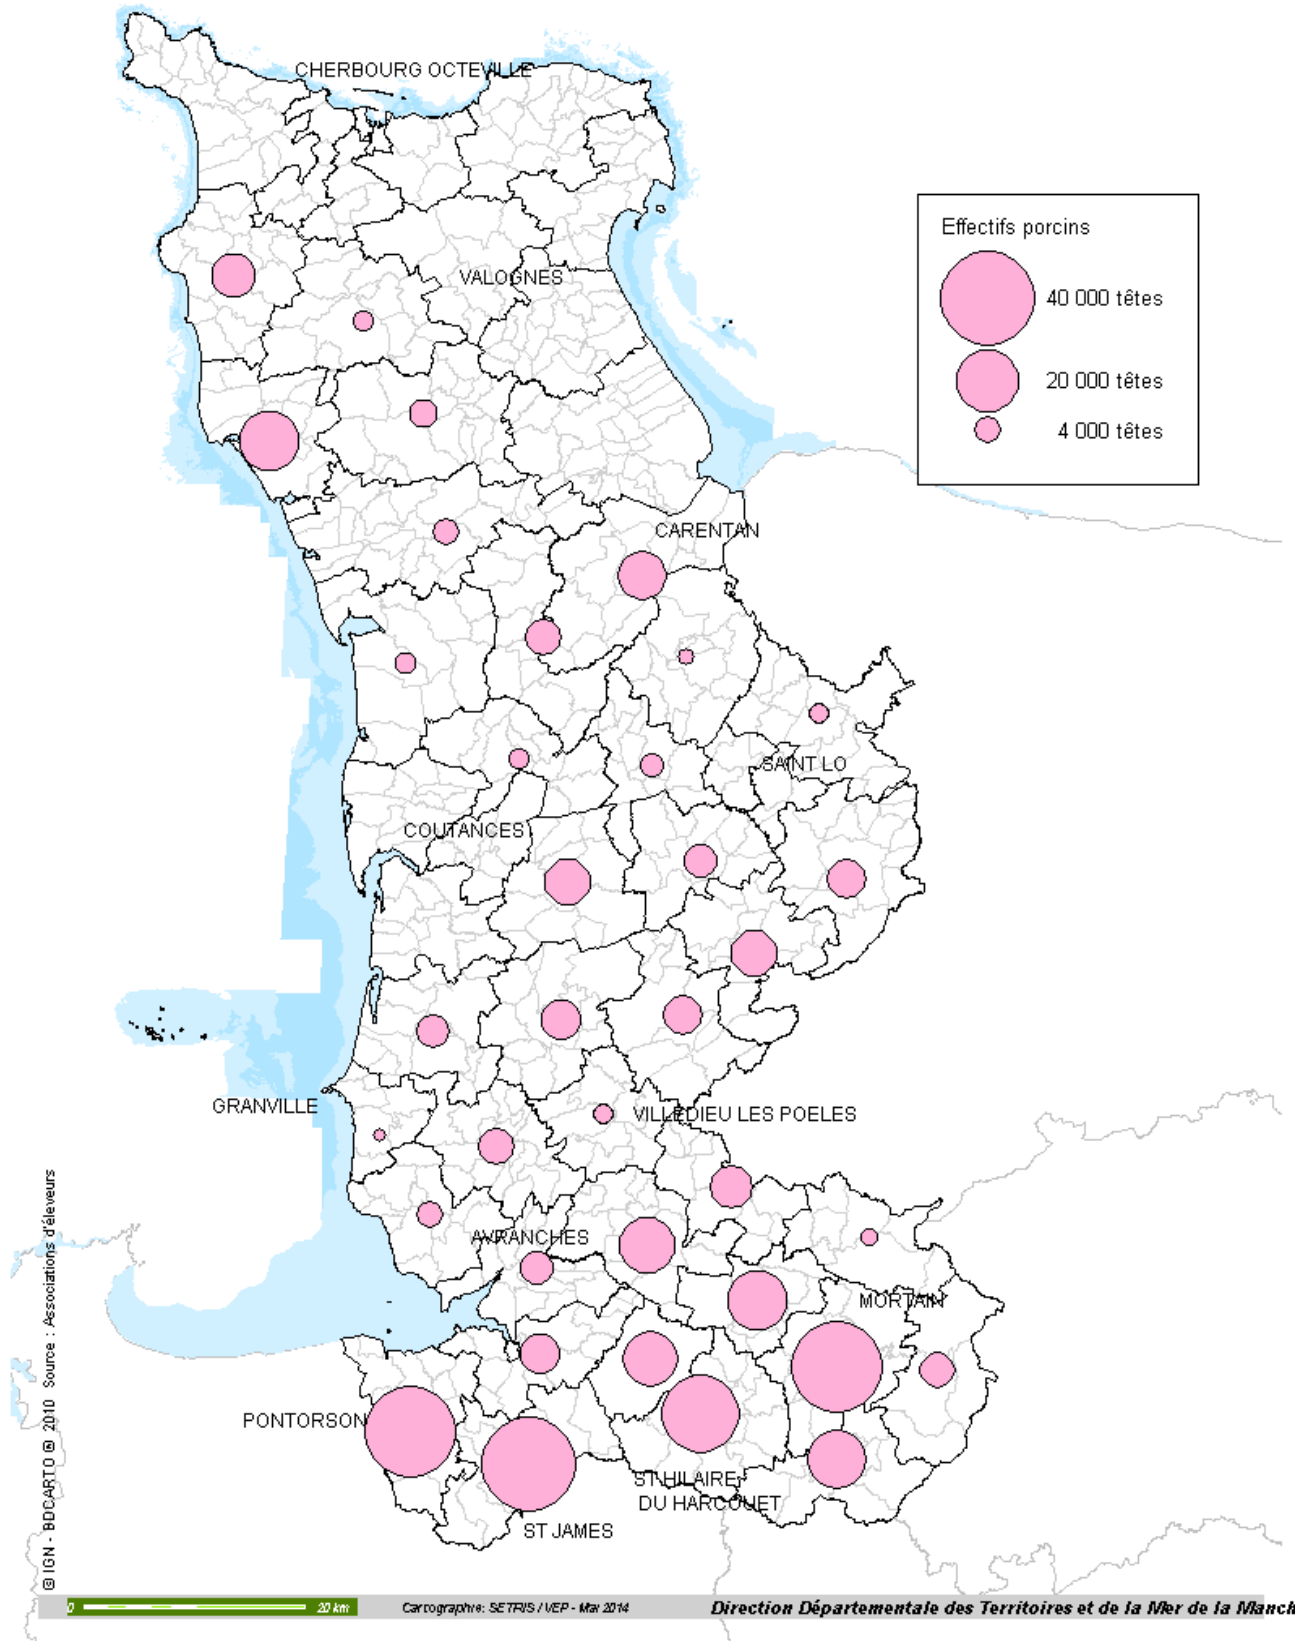 CHERBOURG OCTEVILLE
Effectifs porcins
40 000 têtes
20 000 têtes
4 000 têtes
VALOGNES
CARENTAN
SAINT LO
COUTANCES
GRANVILLE
VILLEDIEU LES POELES
AVRANCHES
MORTAIN
PONTORSON
ST HILAIRE
DU HARCOUET
ST JAMES
© IGN - BDCARTO ® 2010 Source : Associations d'éleveurs
0
20 km
Cartographie: SETRIS / VEP - Mai 2014
Direction Départementale des Territoires et de la Mer de la Manch